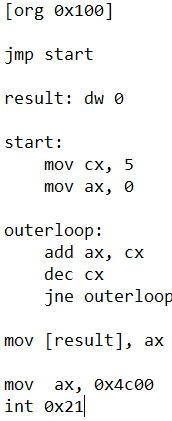 [org 0x100]
jmp start
result: dw 0
start:
mov cx, 5
mov ax, 0
outerloop:
add ax, cx
dec cx
jne outerloop
mov [result], ax
mov  ax, 0x4c00
int 0x21